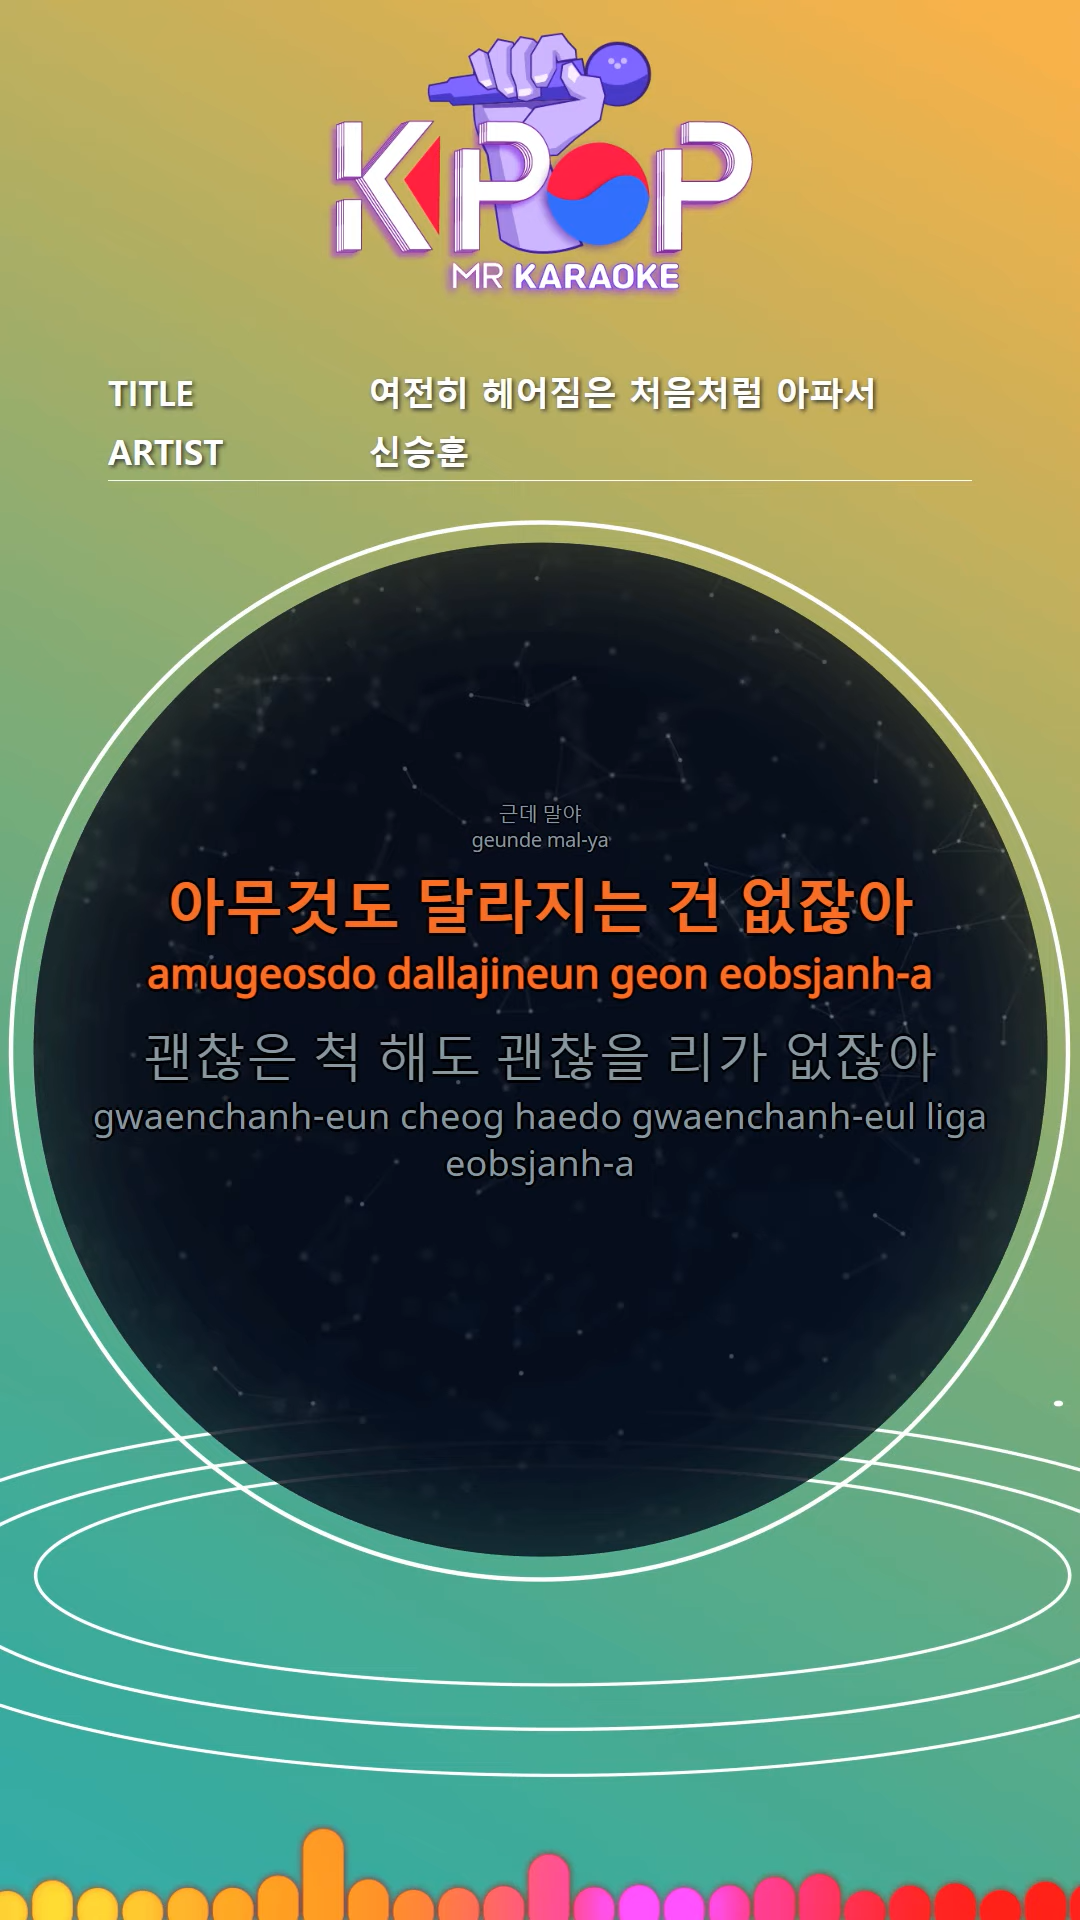 KPOP
MR KARAOKE
TITLE 여전히 헤어짐은 처음처럼 아파서
ARTIST 신승훈
근데 말야
geunde mal-ya
아무것도 달라지는 건 없잖아
amugeosdo dallajineun geon eobsjanh-a
괜찮은 척 해도 괜찮을 리가 없잖아
gwaenchanh-eun cheog haedo gwaenchanh-eul liga
eobsjanh-a